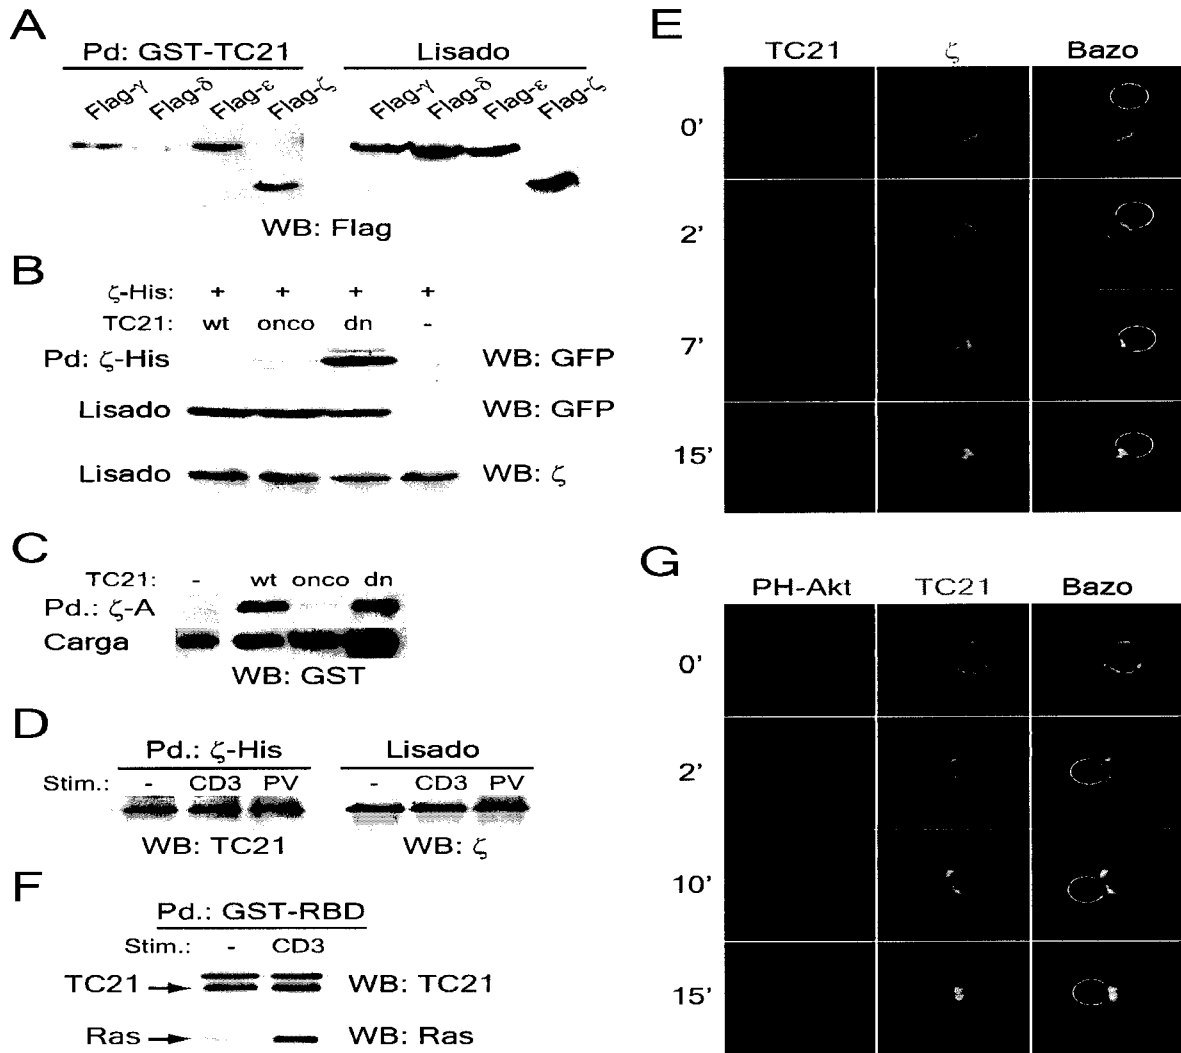 A
Pd: GST-TC21 Lisado
Flag-γ Flag-δ Flag-ε Flag-ζ Flag-γ Flag-δ Flag-ε Flag-ζ
WB: Flag
B
ζ-His: + + + +
TC21: wt onco dn -
Pd: ζ-His WB: GFP
Lisado WB: GFP
Lisado WB: ζ
C
TC21: - wt onco dn
Pd.: ζ-A
Carga
WB: GST
D
Pd.: ζ-His Lisado
Stim.: - CD3 PV - CD3 PV
WB: TC21 WB: ζ
F
Pd.: GST-RBD
Stim.: - CD3
TC21 WB: TC21
Ras WB: Ras
E
TC21 ζ Bazo
0'
2'
7'
15'
G
PH-Akt TC21 Bazo
0'
2'
10'
15'